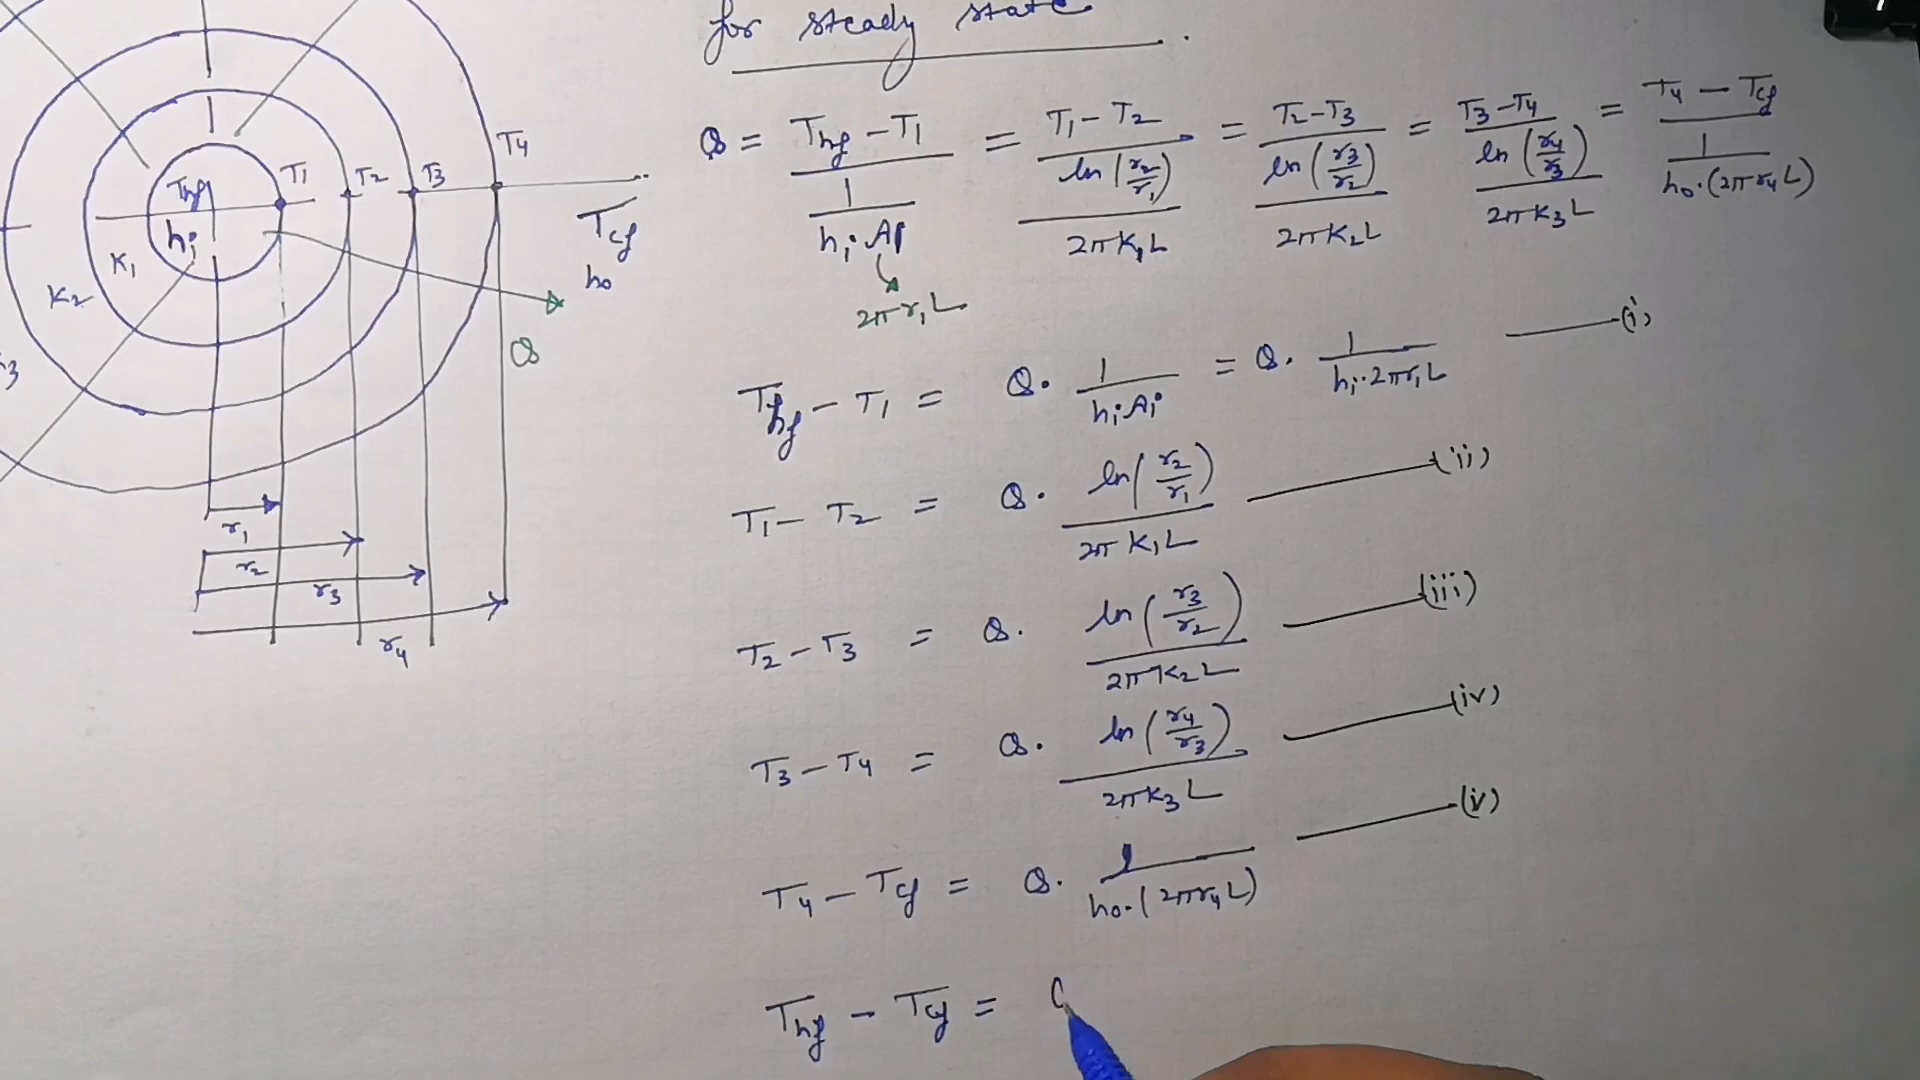 for steady state
Q = (Thf - T1)/(1/(hi·Ai)) = (T1 - T2)/(ln(r2/r1)/(2πK1L)) = (T2 - T3)/(ln(r3/r2)/(2πK2L)) = (T3 - T4)/(ln(r4/r3)/(2πK3L)) = (T4 - Tcf)/(1/(ho·(2πr4L)))
2πr1L
Thf - T1 = Q· 1/(hi·Ai) = Q· 1/(hi·2πr1L) (i)
T1 - T2 = Q· ln(r2/r1)/(2πK1L) (ii)
T2 - T3 = Q. ln(r3/r2)/(2πK2L) (iii)
T3 - T4 = Q. ln(r4/r3)/(2πK3L) (iv)
T4 - Tcf = Q. 1/(ho·(2πr4L)) (v)
Thf - Tcf =
T4
Thf T1 T2 T3
Tcf
hi
K1 ho
K2
Q
3
r1
r2
r3
r4